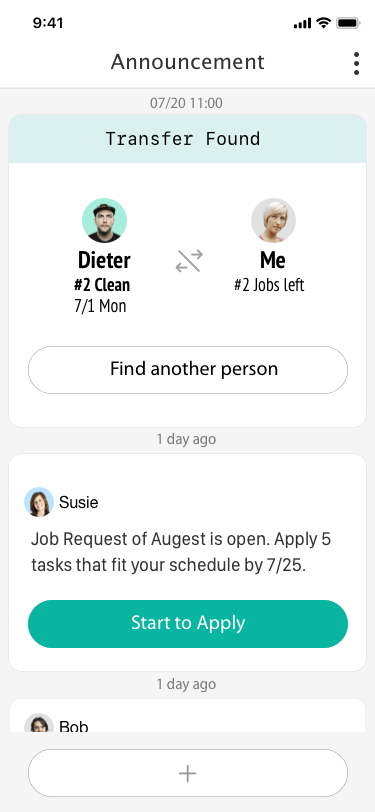 9:41
Announcement
07/20 11:00
Transfer Found
Dieter
#2 Clean
7/1 Mon
Me
#2 Jobs left
Find another person
1 day ago
Susie
Job Request of Augest is open. Apply 5
tasks that fit your schedule by 7/25.
Start to Apply
1 day ago
Bob
+